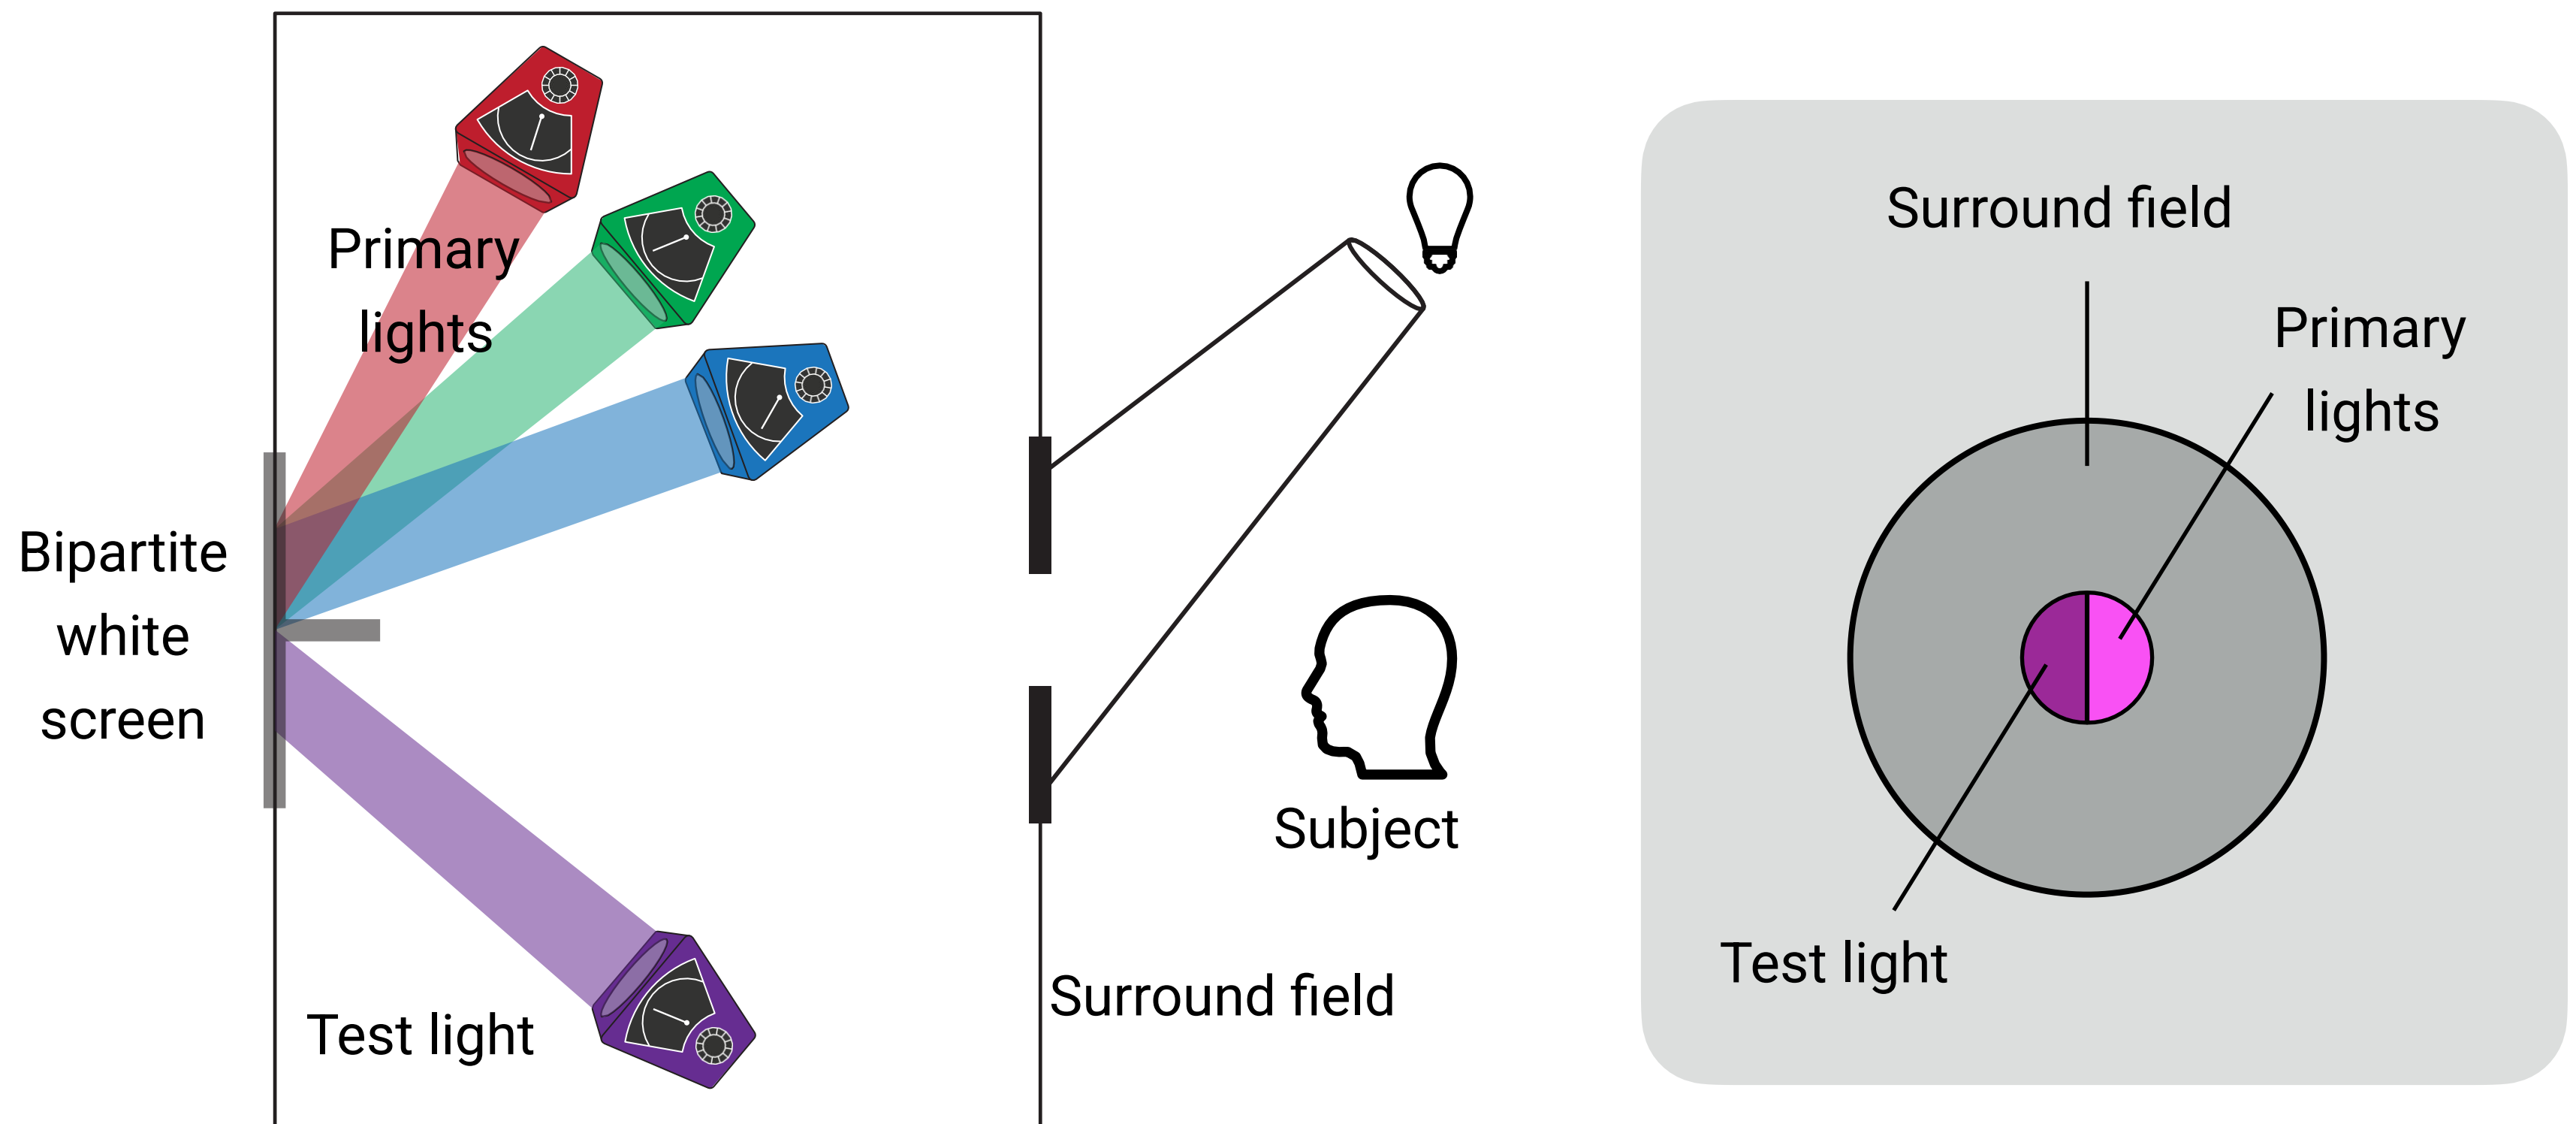 Primary
lights
Bipartite
white
screen
Test light
Subject
Surround field
Surround field
Primary
lights
Test light